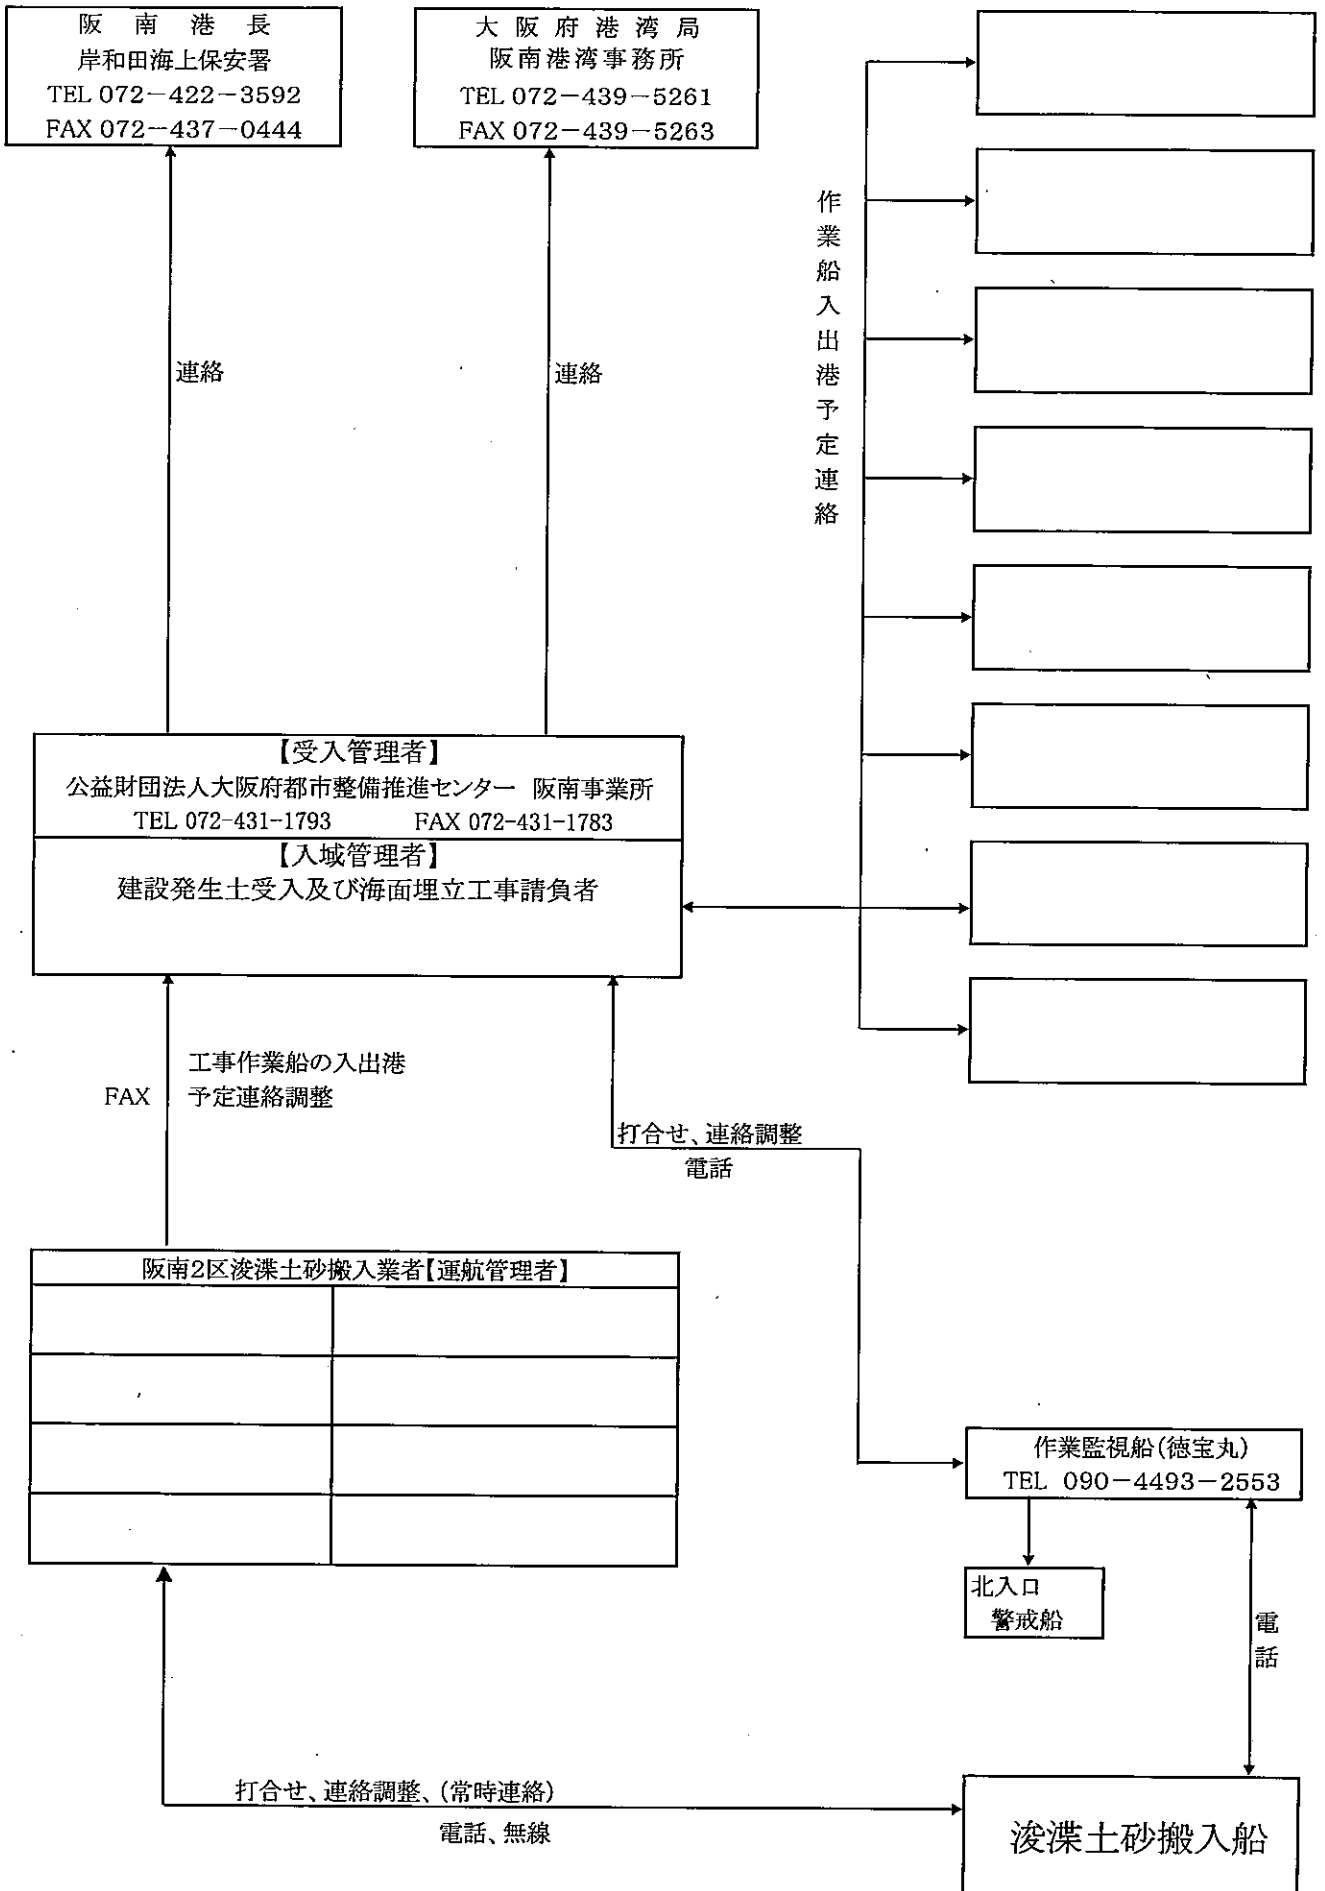 阪南港長
岸和田海上保安署
TEL 072－422－3592
FAX 072－437－0444
大阪府港湾局
阪南港湾事務所
TEL 072－439－5261
FAX 072－439－5263
作業船入出港予定連絡
連絡
連絡
【受入管理者】
公益財団法人大阪府都市整備推進センター 阪南事業所
TEL 072-431-1793 FAX 072-431-1783
【入域管理者】
建設発生土受入及び海面埋立工事請負者
FAX
工事作業船の入出港
予定連絡調整
打合せ、連絡調整
電話
阪南2区浚渫土砂搬入業者【運航管理者】
作業監視船(徳宝丸)
TEL 090－4493－2553
北入口
警戒船
電話
打合せ、連絡調整、(常時連絡)
電話、無線
浚渫土砂搬入船